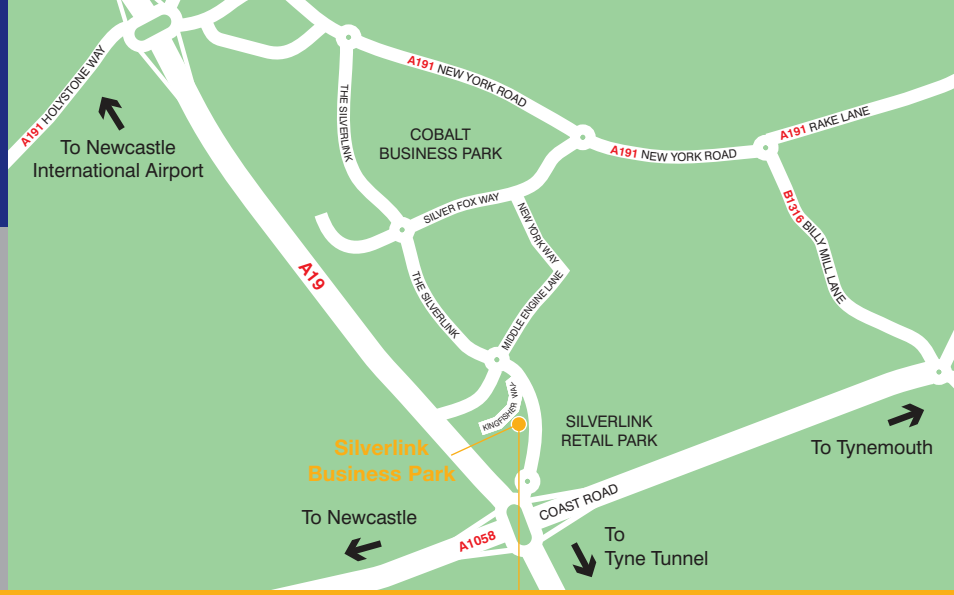 A191 HOLYSTONE WAY
To Newcastle
International Airport
THE SILVERLINK
A191 NEW YORK ROAD
COBALT
BUSINESS PARK
A191 NEW YORK ROAD
A191 RAKE LANE
SILVER FOX WAY
NEW YORK WAY
B1316 BILLY MILL LANE
A19
THE SILVERLINK
MIDDLE ENGINE LANE
KINGFISHER WAY
SILVERLINK
RETAIL PARK
Silverlink
Business Park
To Tynemouth
COAST ROAD
To Newcastle
A1058
To
Tyne Tunnel